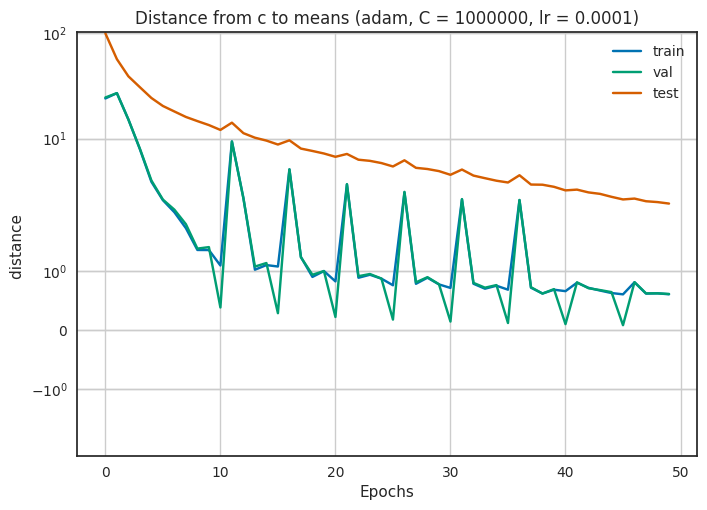 Distance from c to means (adam, C = 1000000, lr = 0.0001)
train
val
test
10²
10¹
10⁰
0
−10⁰
distance
0
10
20
30
40
50
Epochs